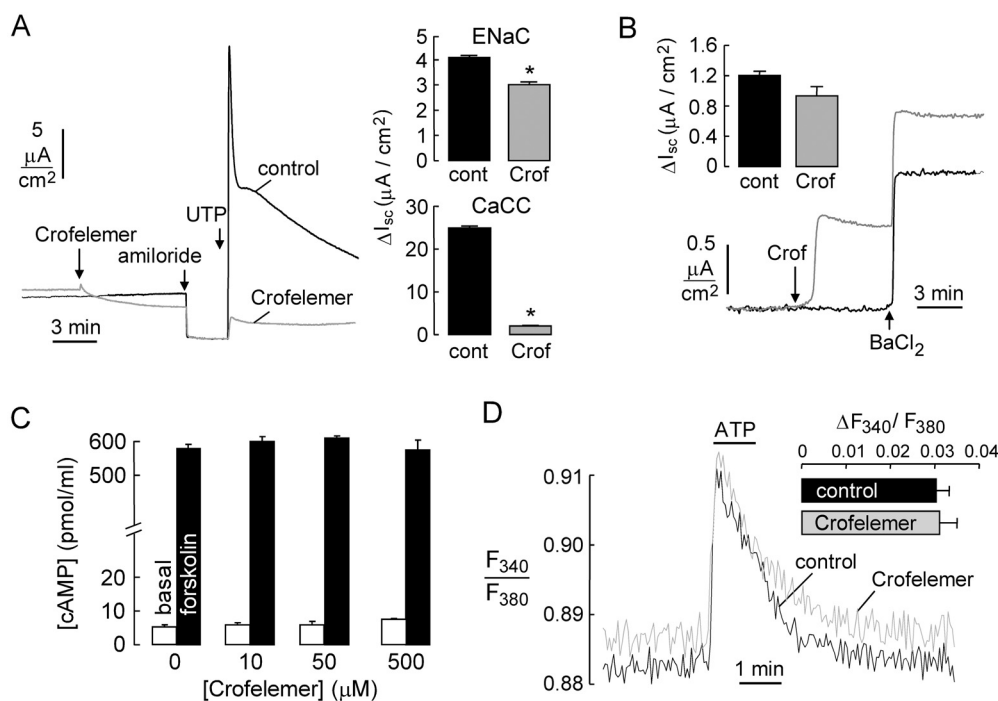 A
5
μA
cm²
Crofelemer
amiloride
UTP
control
Crofelemer
3 min
ΔIsc (μA / cm²)
ENaC
5
4
3
2
1
0
*
cont
Crof
CaCC
30
20
10
0
*
cont
Crof
B
ΔIsc (μA / cm²)
1.6
1.2
0.8
0.4
0
cont
Crof
0.5
μA
cm²
Crof
BaCl₂
3 min
C
[cAMP] (pmol/ml)
600
500
20
10
0
basal
forskolin
0
10
50
500
[Crofelemer] (μM)
D
ATP
ΔF₃₄₀/ F₃₈₀
0
0.01
0.02
0.03
0.04
control
Crofelemer
0.91
0.90
0.89
0.88
F₃₄₀
F₃₈₀
control
Crofelemer
1 min